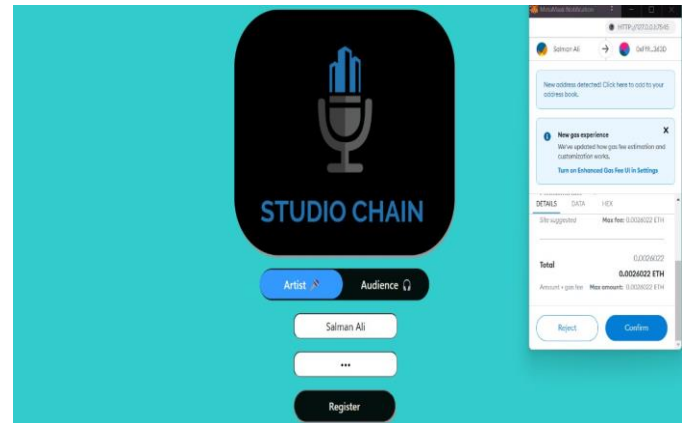 STUDIO CHAIN
Artist
Audience
Salman Ali
•••
Register
MetaMask Notification
Salman Ali
New address detected! Click here to add to your
address book.
New gas experience
X
We've updated how gas fee estimation and
customization works.
Turn on Enhanced Gas Fee UI in Settings
DETAILS DATA HEX
Site suggested Max fee: 0.0026022 ETH
0.0026022
Total
0.0026022 ETH
Amount + gas fee Max amount: 0.0026022 ETH
Reject Confirm